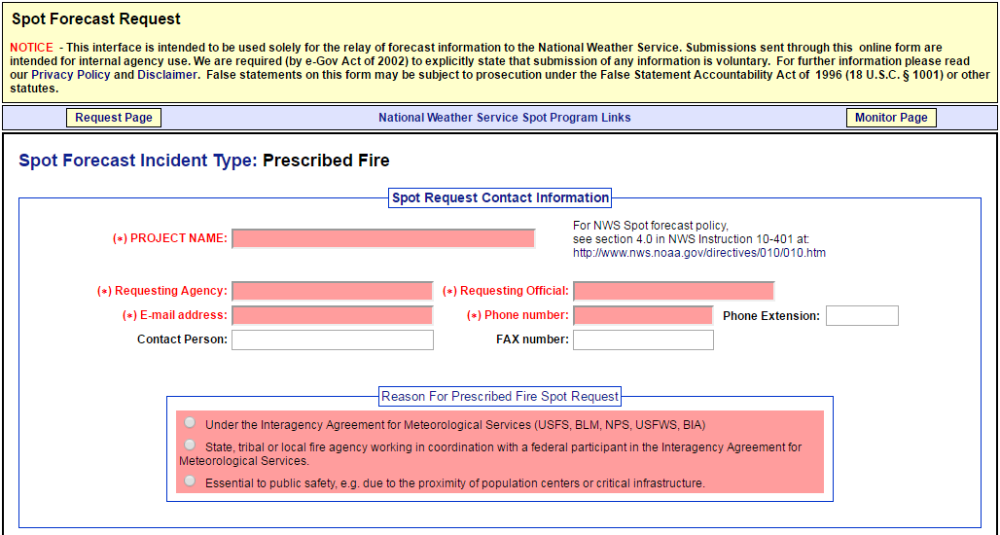 Spot Forecast Request
NOTICE - This interface is intended to be used solely for the relay of forecast information to the National Weather Service. Submissions sent through this online form are
intended for internal agency use. We are required (by e-Gov Act of 2002) to explicitly state that submission of any information is voluntary. For further information please read
our Privacy Policy and Disclaimer. False statements on this form may be subject to prosecution under the False Statement Accountability Act of 1996 (18 U.S.C. § 1001) or other
statutes.
Request Page National Weather Service Spot Program Links Monitor Page
Spot Forecast Incident Type: Prescribed Fire
Spot Request Contact Information
(*) PROJECT NAME:
For NWS Spot forecast policy,
see section 4.0 in NWS Instruction 10-401 at:
http://www.nws.noaa.gov/directives/010/010.htm
(*) Requesting Agency: (*) Requesting Official:
(*) E-mail address: (*) Phone number: Phone Extension:
Contact Person: FAX number:
Reason For Prescribed Fire Spot Request
Under the Interagency Agreement for Meteorological Services (USFS, BLM, NPS, USFWS, BIA)
State, tribal or local fire agency working in coordination with a federal participant in the Interagency Agreement for
Meteorological Services.
Essential to public safety, e.g. due to the proximity of population centers or critical infrastructure.